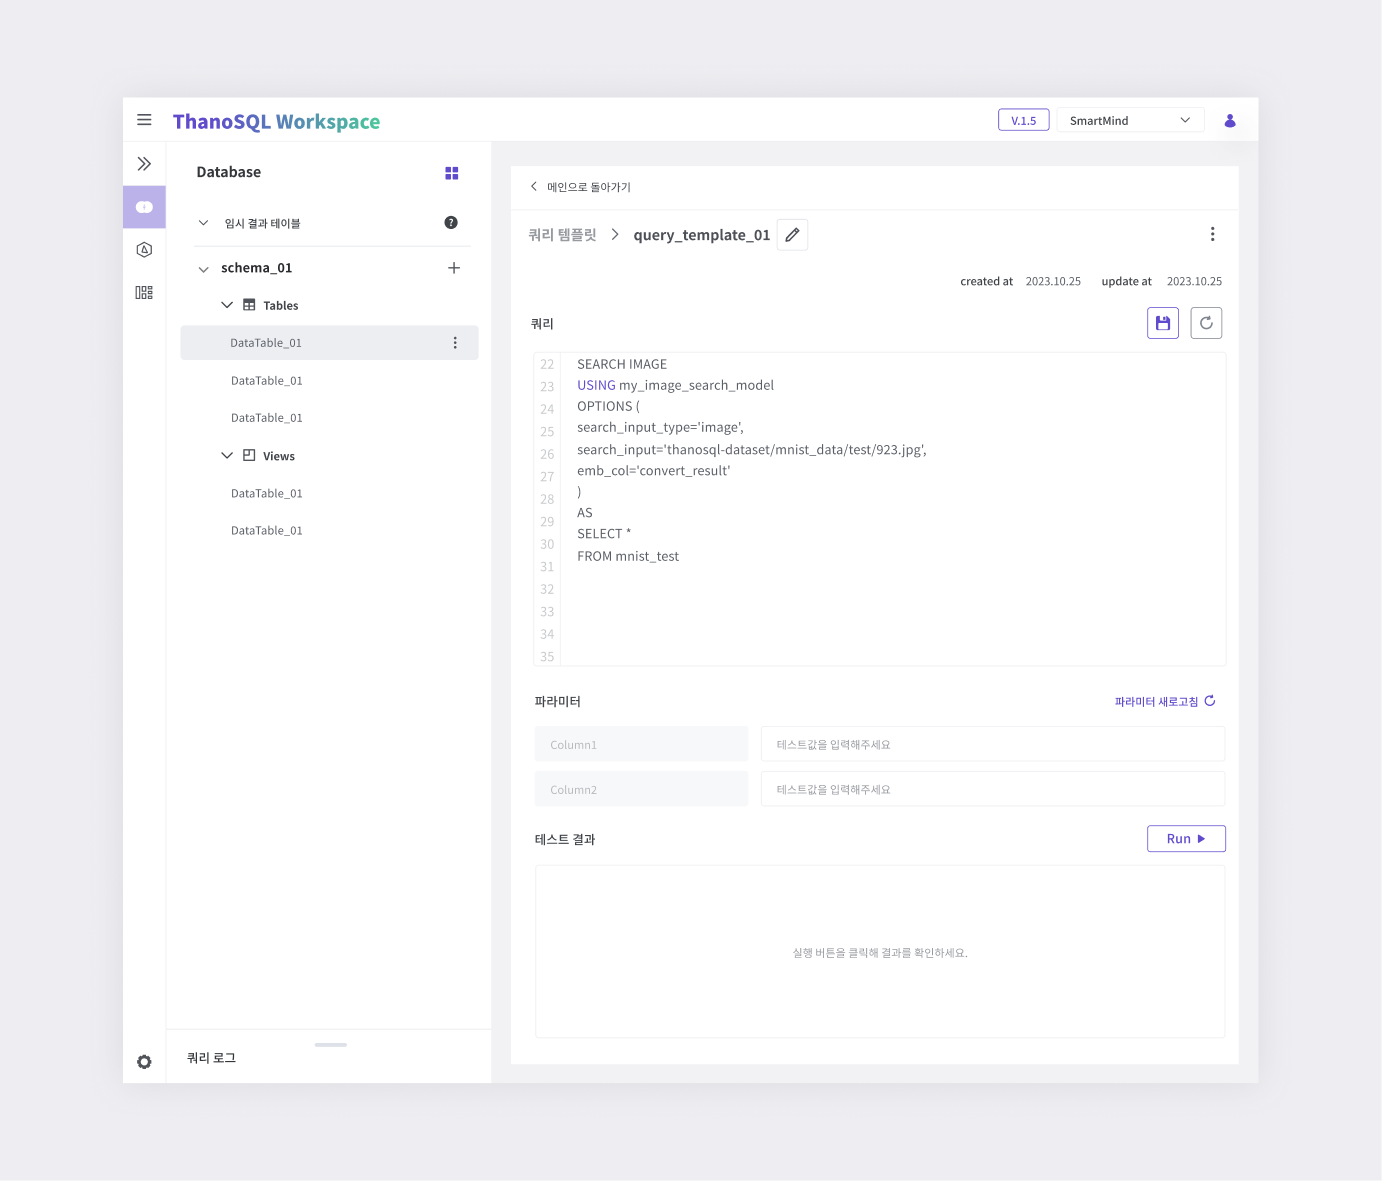 ThanoSQL Workspace
V.1.5
SmartMind
Database
임시 결과 테이블
?
schema_01
Tables
DataTable_01
DataTable_01
DataTable_01
Views
DataTable_01
DataTable_01
쿼리 로그
메인으로 돌아가기
쿼리 템플릿 > query_template_01
created at 2023.10.25 update at 2023.10.25
쿼리
22 SEARCH IMAGE
23 USING my_image_search_model
24 OPTIONS (
25 search_input_type='image',
26 search_input='thanosql-dataset/mnist_data/test/923.jpg',
27 emb_col='convert_result'
28 )
29 AS
30 SELECT *
31 FROM mnist_test
32
33
34
35
파라미터
파라미터 새로고침
Column1 테스트값을 입력해주세요
Column2 테스트값을 입력해주세요
테스트 결과
Run
실행 버튼을 클릭해 결과를 확인하세요.